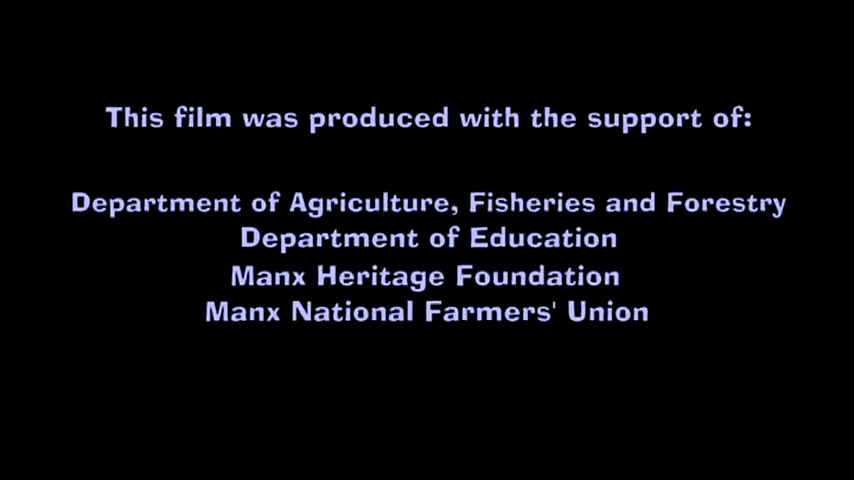 This film was produced with the support of:
Department of Agriculture, Fisheries and Forestry
Department of Education
Manx Heritage Foundation
Manx National Farmers' Union